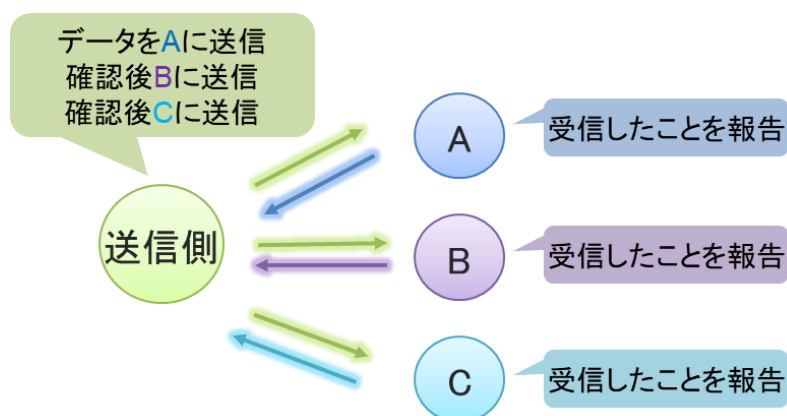 データをAに送信
確認後Bに送信
確認後Cに送信
送信側
A
受信したことを報告
B
受信したことを報告
C
受信したことを報告